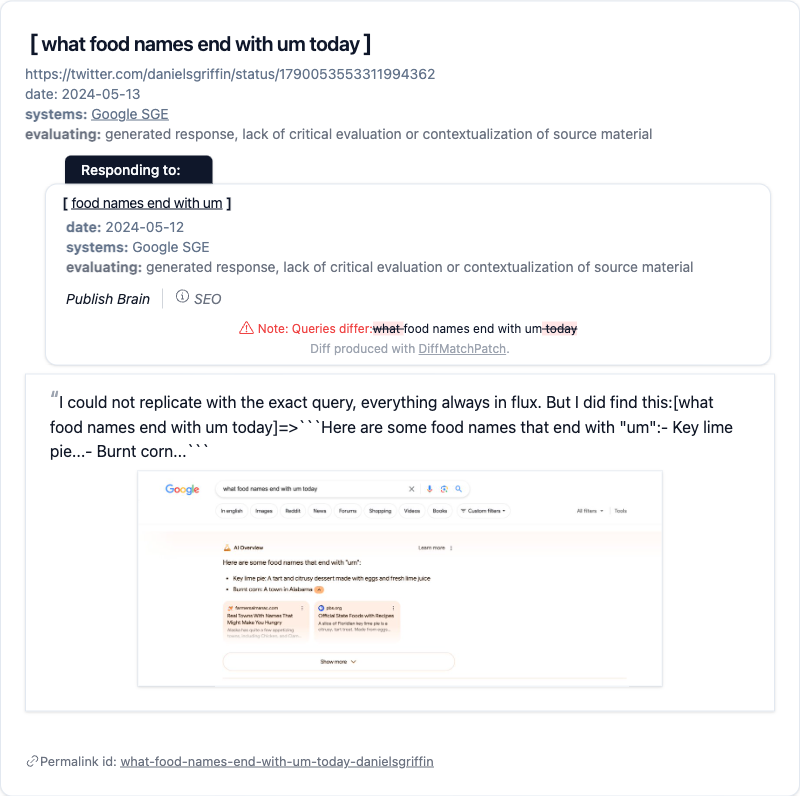 [ what food names end with um today ]
https://twitter.com/danielsgriffin/status/1790053553311994362
date: 2024-05-13
systems: Google SGE
evaluating: generated response, lack of critical evaluation or contextualization of source material
Responding to:
[ food names end with um ]
date: 2024-05-12
systems: Google SGE
evaluating: generated response, lack of critical evaluation or contextualization of source material
Publish Brain
SEO
Note: Queries differ:what food names end with um today
Diff produced with DiffMatchPatch.
“I could not replicate with the exact query, everything always in flux. But I did find this:[what
food names end with um today]=>```Here are some food names that end with "um":- Key lime
pie...- Burnt corn...```
Google
what food names end with um today
In english Images Reddit News Forums Shopping Videos Books Custom filters All filters Tools
AI Overview Learn more
Here are some food names that end with "um":
• Key lime pie: A tart and citrusy dessert made with eggs and fresh lime juice
• Burnt corn: A town in Alabama
farmersalmanac.com
Real Towns With Names That
Might Make You Hungry
pbs.org
Official State Foods with Recipes
A slice of Floridan key lime pie is a
Show more
Permalink id: what-food-names-end-with-um-today-danielsgriffin